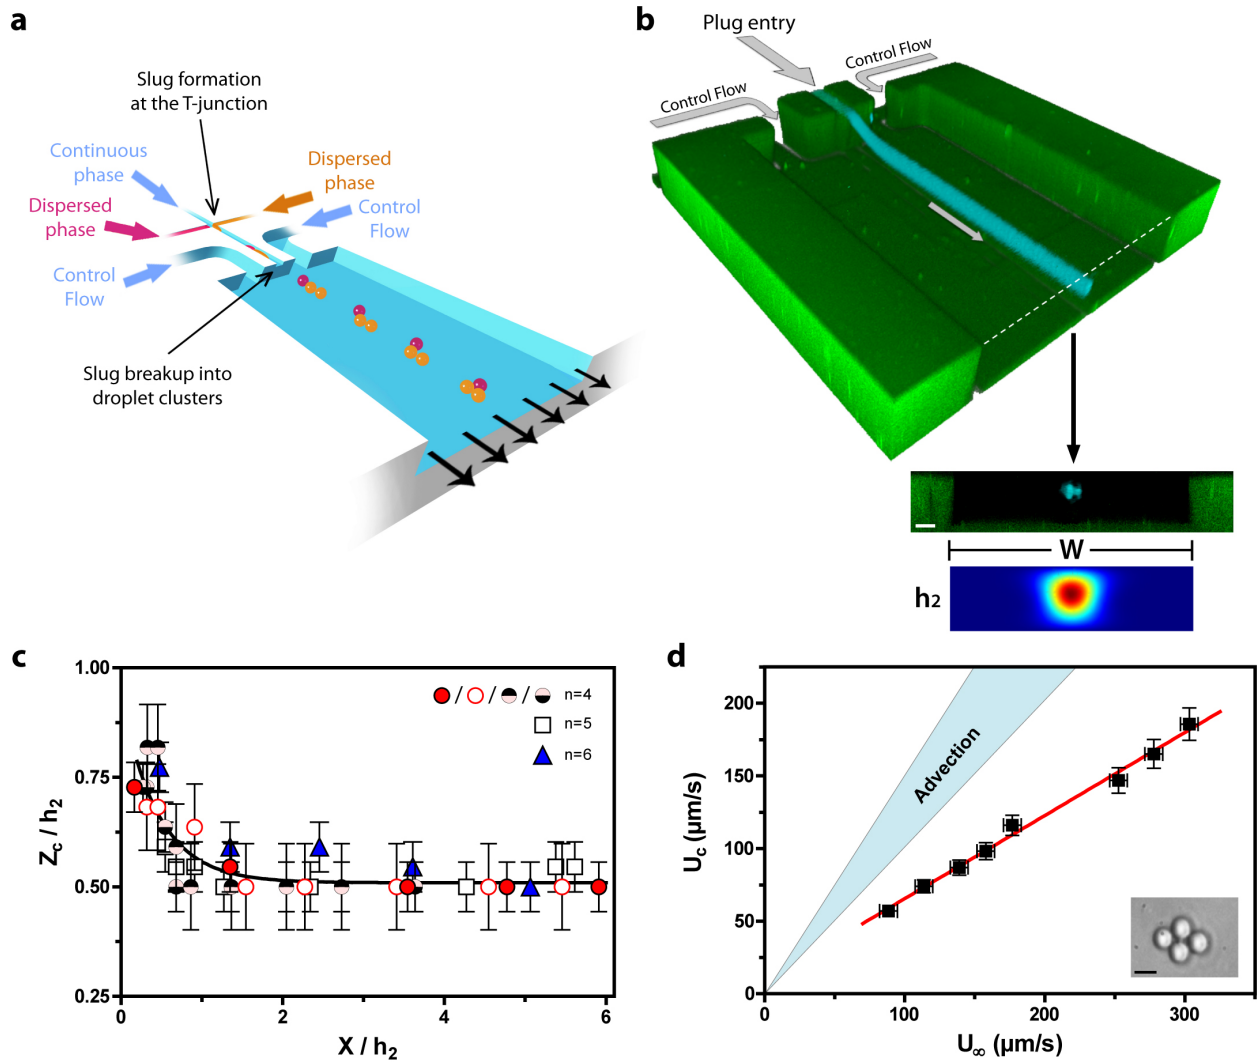 a
Slug formation
at the T-junction
Continuous
phase
Dispersed
phase
Dispersed
phase
Control
Flow
Control
Flow
Slug breakup into
droplet clusters
b
Plug entry
Control Flow
Control Flow
W
h2
c
1.00
0.75
0.50
0.25
Zc / h2
0
2
4
6
X / h2
/ / / n=4
n=5
n=6
d
200
150
100
50
0
Uc (µm/s)
Advection
0
100
200
300
U∞ (µm/s)